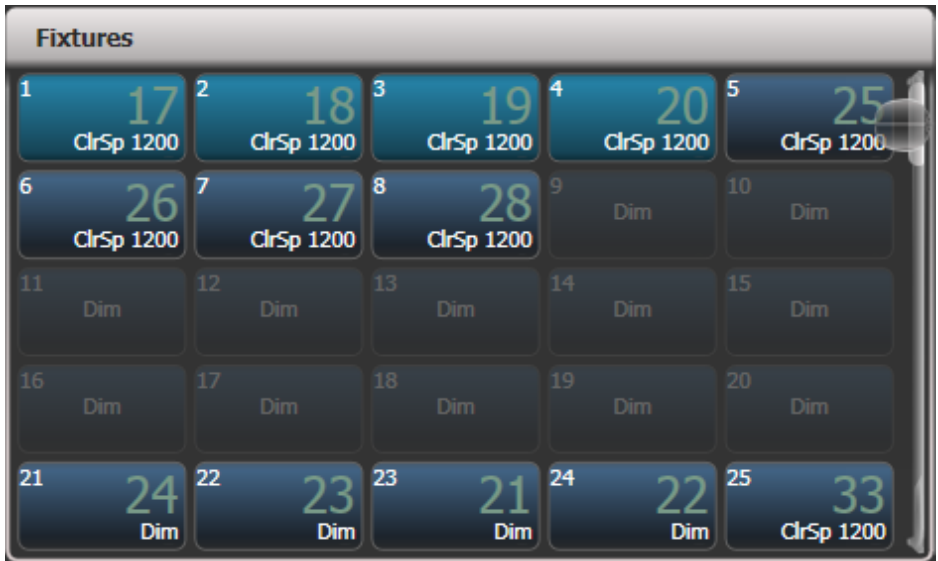 Fixtures
1 17 2 18 3 19 4 20 5 25
ClrSp 1200 ClrSp 1200 ClrSp 1200 ClrSp 1200 ClrSp 1200
6 26 7 27 8 28 9 10
Dim Dim
ClrSp 1200 ClrSp 1200 ClrSp 1200
11 12 13 14 15
Dim Dim Dim Dim Dim
16 17 18 19 20
Dim Dim Dim Dim Dim
21 24 22 23 23 21 24 22 25 33
Dim Dim Dim Dim ClrSp 1200